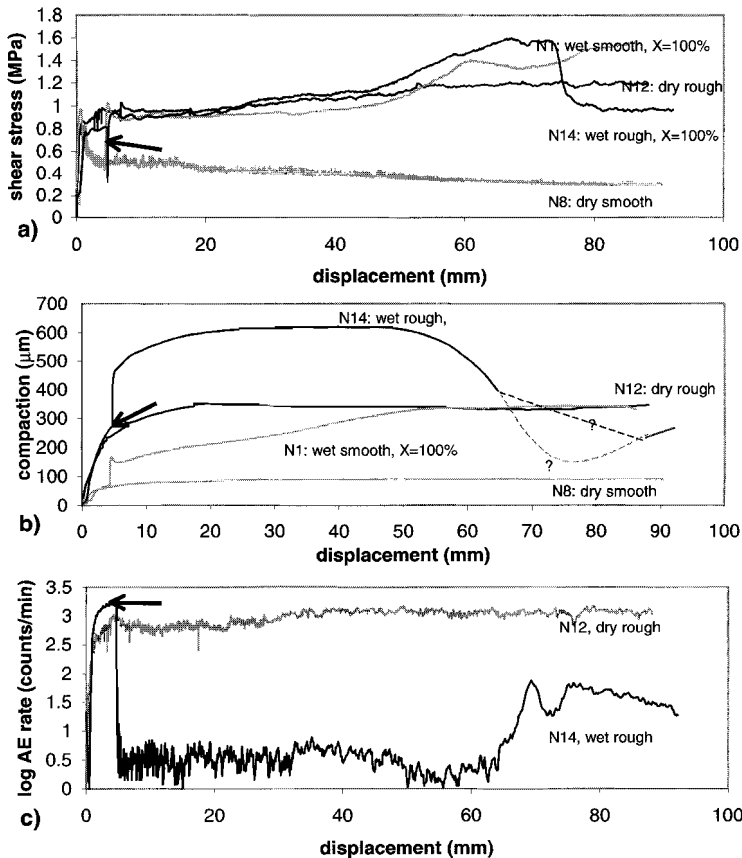 shear stress (MPa)
1.8
1.6
1.4
1.2
1
0.8
0.6
0.4
0.2
0
N1: wet smooth, X=100%
N12: dry rough
N14: wet rough, X=100%
N8: dry smooth
0 20 40 60 80 100
a)
displacement (mm)
compaction (μm)
700
600
500
400
300
200
100
0
N14: wet rough,
N12: dry rough
N1: wet smooth, X=100%
?
?
N8: dry smooth
0 10 20 30 40 50 60 70 80 90 100
b)
displacement (mm)
log AE rate (counts/min)
3.5
3
2.5
2
1.5
1
0.5
0
N12, dry rough
N14, wet rough
0 20 40 60 80 100
c)
displacement (mm)